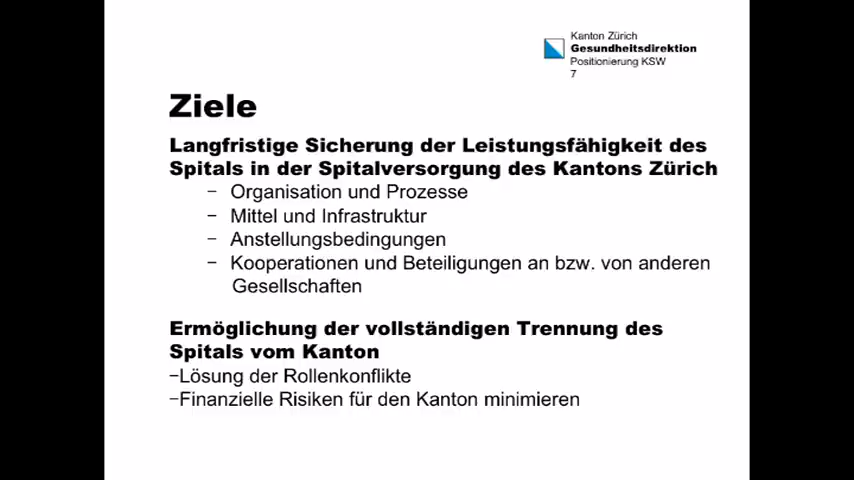 Kanton Zürich
Gesundheitsdirektion
Positionierung KSW
7
Ziele
Langfristige Sicherung der Leistungsfähigkeit des
Spitals in der Spitalversorgung des Kantons Zürich
− Organisation und Prozesse
− Mittel und Infrastruktur
− Anstellungsbedingungen
− Kooperationen und Beteiligungen an bzw. von anderen
Gesellschaften
Ermöglichung der vollständigen Trennung des
Spitals vom Kanton
−Lösung der Rollenkonflikte
−Finanzielle Risiken für den Kanton minimieren